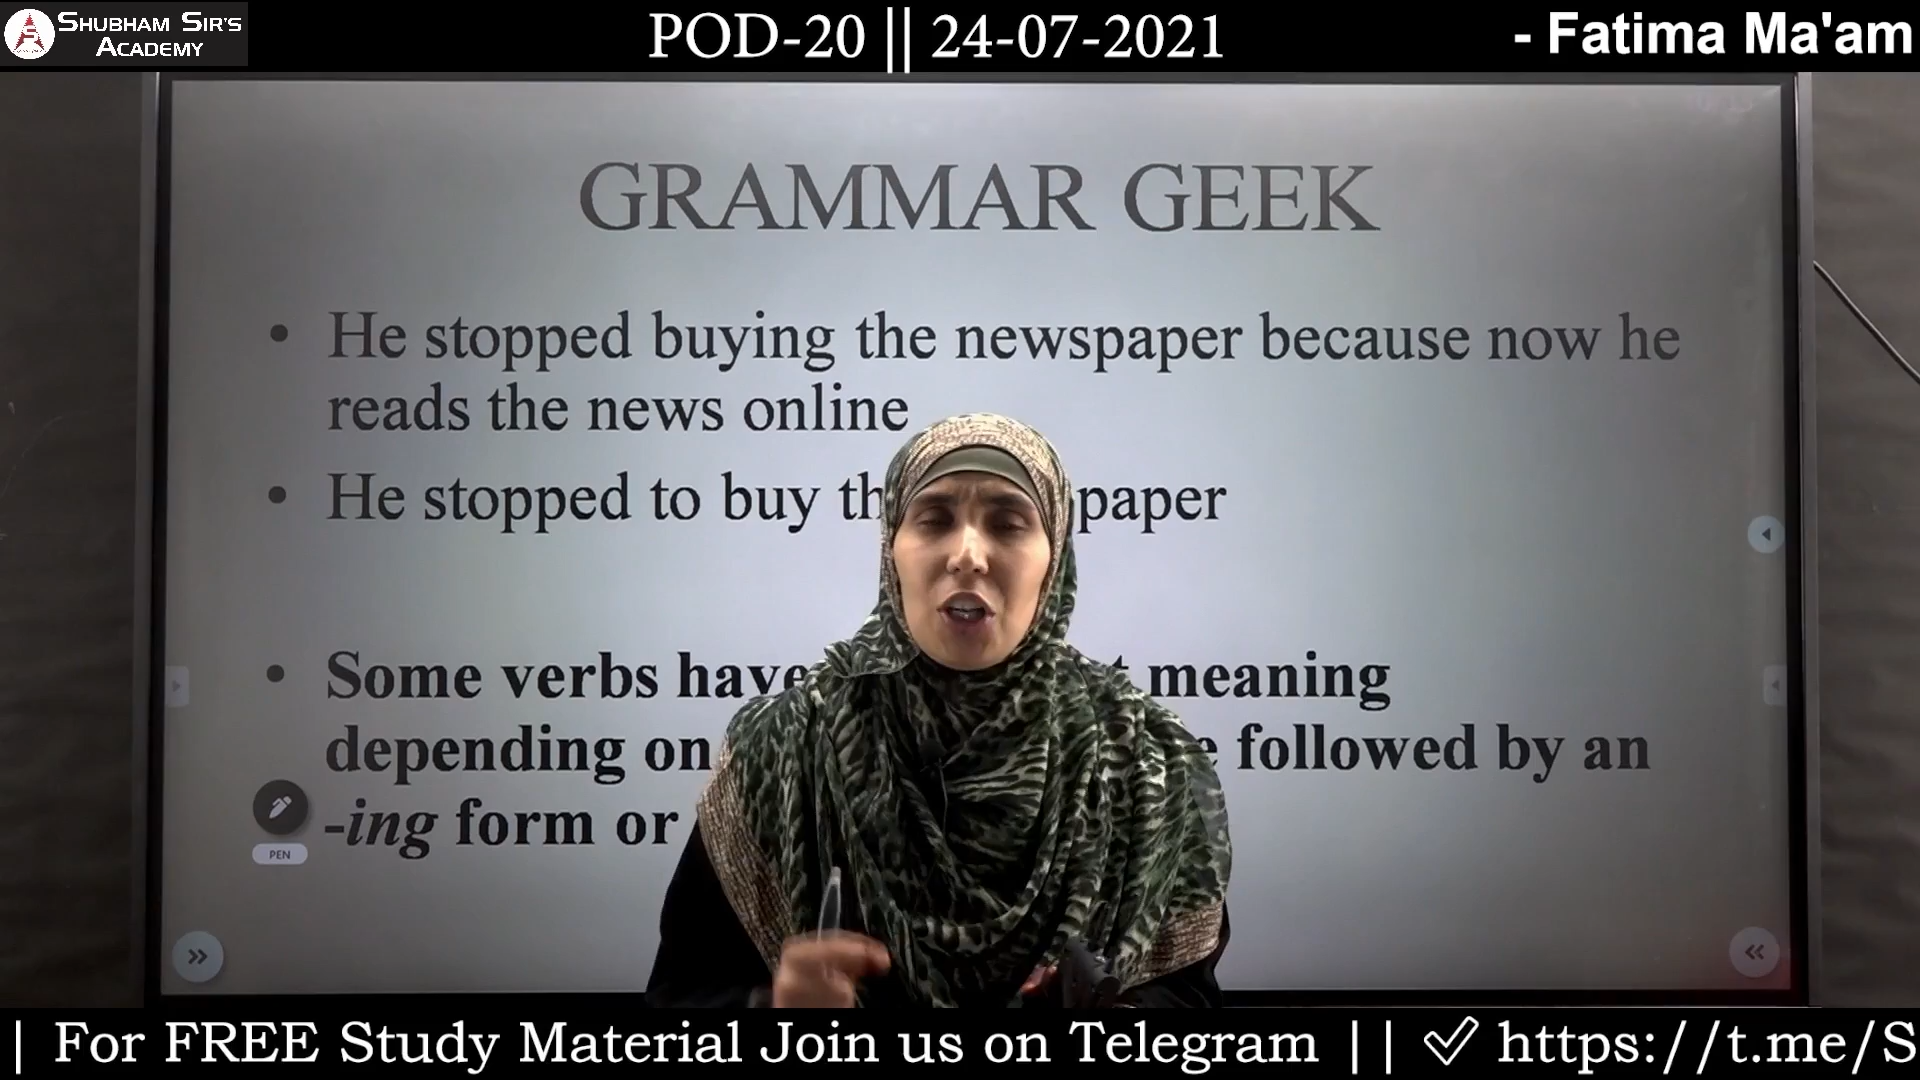 SHUBHAM SIR'S
ACADEMY
POD-20 || 24-07-2021
- Fatima Ma'am
GRAMMAR GEEK
• He stopped buying the newspaper because now he
reads the news online
• He stopped to buy paper
• Some verbs have meaning
depending on followed by an
-ing form or
PEN
| For FREE Study Material Join us on Telegram || ✓ https://t.me/S